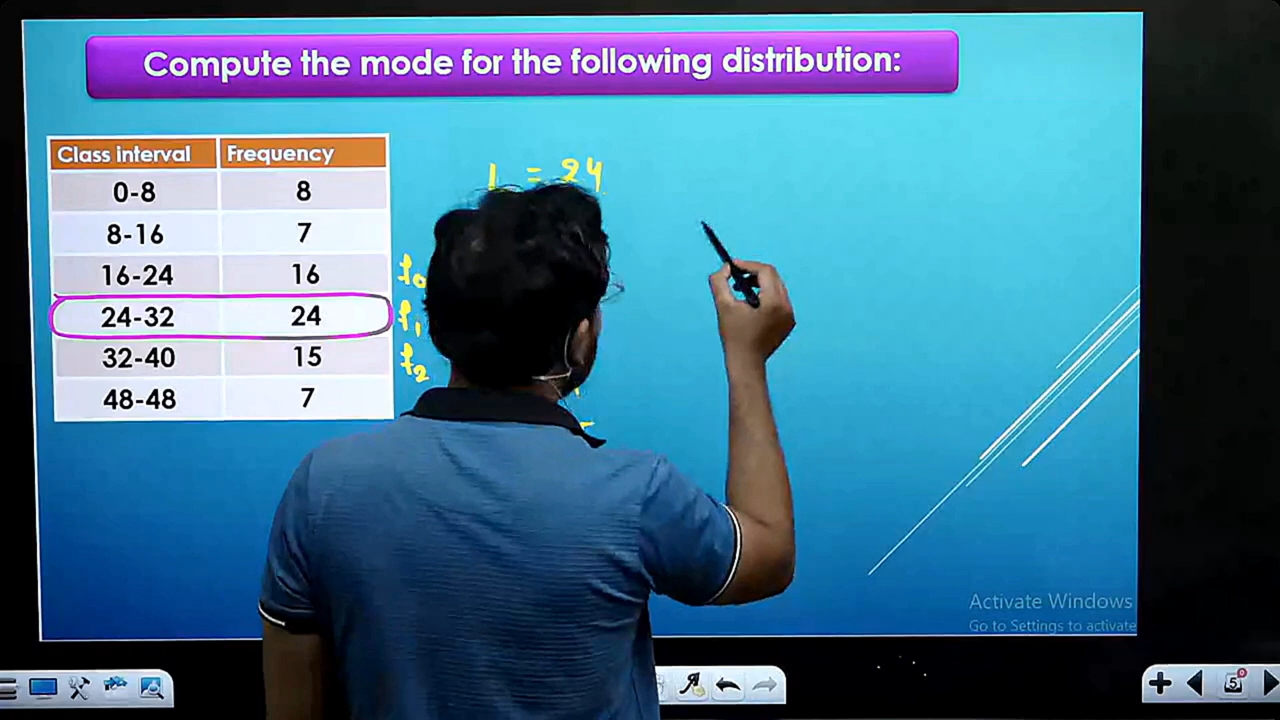 Compute the mode for the following distribution:
Class interval Frequency
0-8 8
8-16 7
16-24 16 f₀
24-32 24 f₁
32-40 15 f₂
48-48 7
= 24
Activate Windows
Go to Settings to activate
5